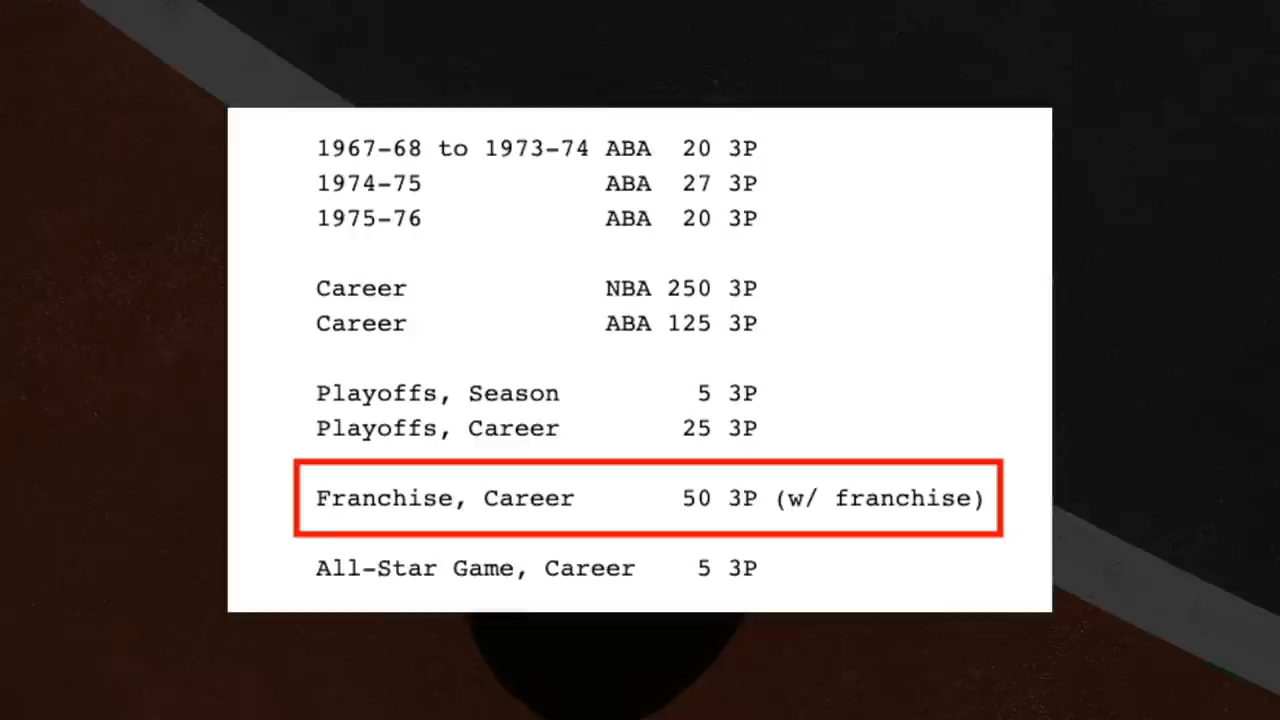 1967-68 to 1973-74 ABA 20 3P
1974-75 ABA 27 3P
1975-76 ABA 20 3P
Career NBA 250 3P
Career ABA 125 3P
Playoffs, Season 5 3P
Playoffs, Career 25 3P
Franchise, Career 50 3P (w/ franchise)
All-Star Game, Career 5 3P